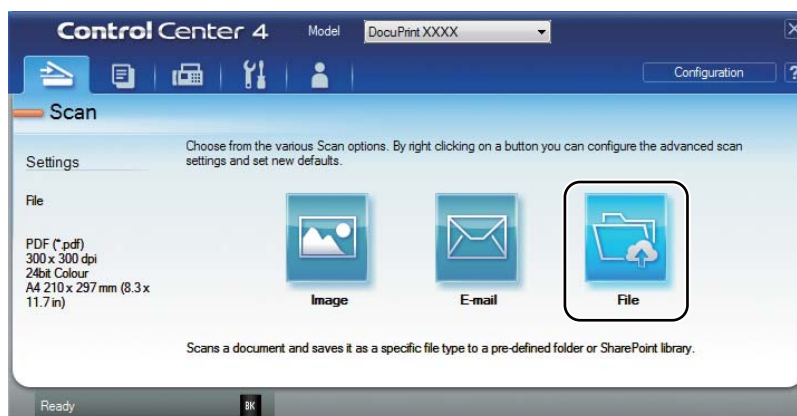 Control Center 4 Model DocuPrint XXXX
Configuration ?
Scan
Choose from the various Scan options. By right clicking on a button you can configure the advanced scan
settings and set new defaults.
Settings
File
PDF (*.pdf)
300 x 300 dpi
24bit Colour
A4 210 x 297 mm (8.3 x
11.7 in)
Image E-mail File
Scans a document and saves it as a specific file type to a pre-defined folder or SharePoint library.
Ready BK